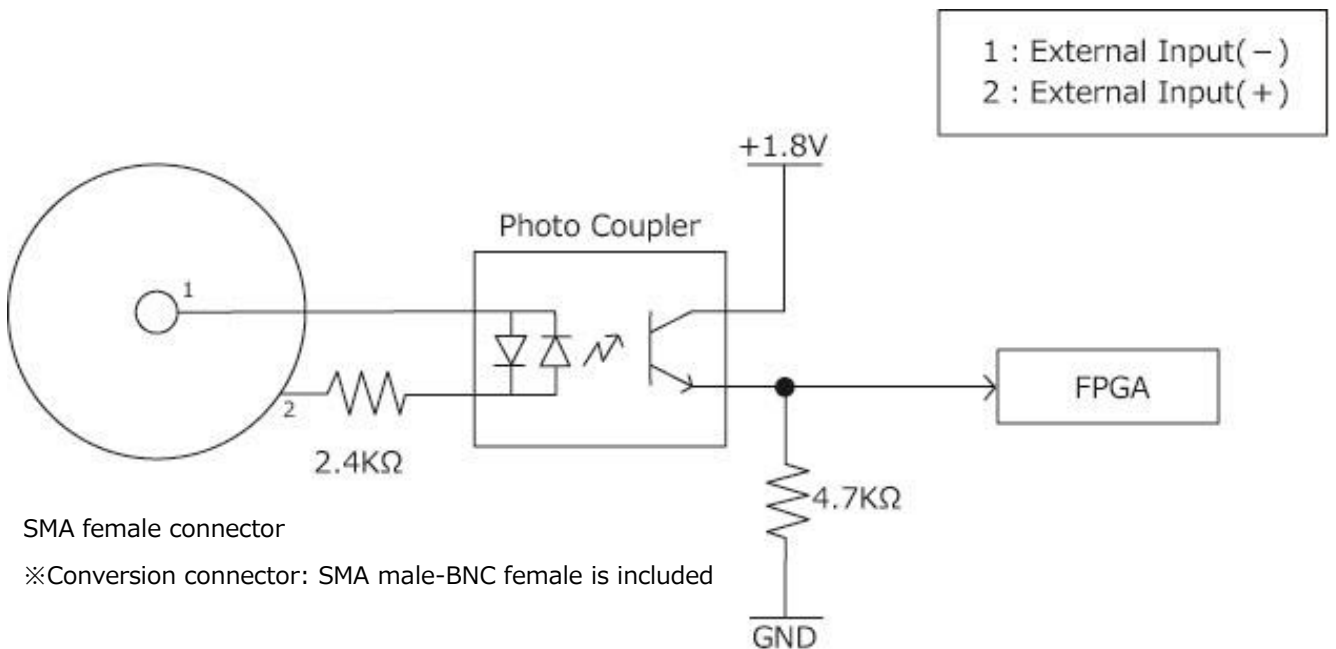 1 : External Input(−)
2 : External Input(+)
+1.8V
Photo Coupler
1
2
2.4KΩ
FPGA
4.7KΩ
GND
SMA female connector
※Conversion connector: SMA male-BNC female is included